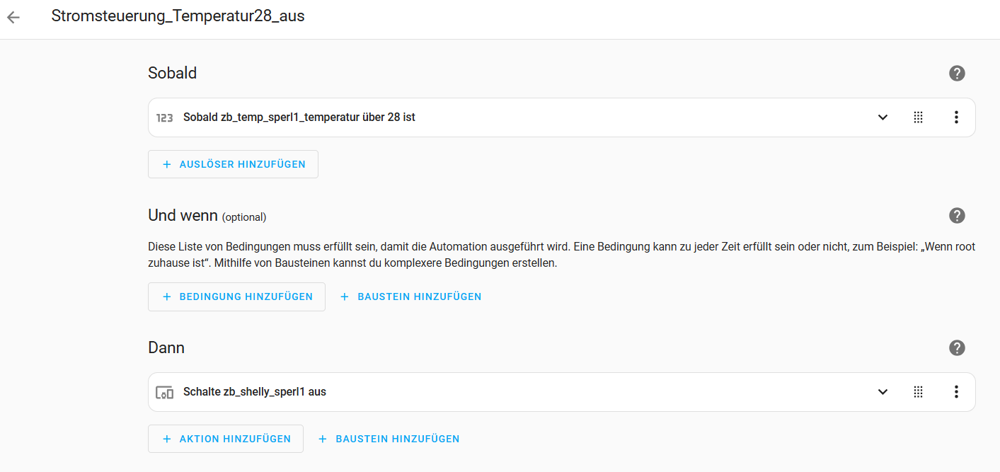 Stromsteuerung_Temperatur28_aus
Sobald
123 Sobald zb_temp_sperl1_temperatur über 28 ist
+ AUSLÖSER HINZUFÜGEN
Und wenn (optional)
Diese Liste von Bedingungen muss erfüllt sein, damit die Automation ausgeführt wird. Eine Bedingung kann zu jeder Zeit erfüllt sein oder nicht, zum Beispiel: „Wenn root
zuhause ist“. Mithilfe von Bausteinen kannst du komplexere Bedingungen erstellen.
+ BEDINGUNG HINZUFÜGEN + BAUSTEIN HINZUFÜGEN
Dann
Schalte zb_shelly_sperl1 aus
+ AKTION HINZUFÜGEN + BAUSTEIN HINZUFÜGEN